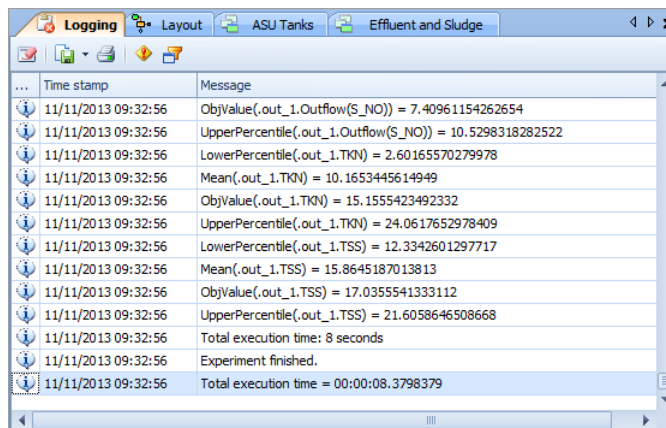 Logging Layout ASU Tanks Effluent and Sludge
... Time stamp Message
11/11/2013 09:32:56 ObjValue(.out_1.Outflow(S_NO)) = 7.40961154262654
11/11/2013 09:32:56 UpperPercentile(.out_1.Outflow(S_NO)) = 10.5298318282522
11/11/2013 09:32:56 LowerPercentile(.out_1.TKN) = 2.60165570279978
11/11/2013 09:32:56 Mean(.out_1.TKN) = 10.1653445614949
11/11/2013 09:32:56 ObjValue(.out_1.TKN) = 15.1555423492332
11/11/2013 09:32:56 UpperPercentile(.out_1.TKN) = 24.0617652978409
11/11/2013 09:32:56 LowerPercentile(.out_1.TSS) = 12.3342601297717
11/11/2013 09:32:56 Mean(.out_1.TSS) = 15.8645187013813
11/11/2013 09:32:56 ObjValue(.out_1.TSS) = 17.0355541333112
11/11/2013 09:32:56 UpperPercentile(.out_1.TSS) = 21.6058646508668
11/11/2013 09:32:56 Total execution time: 8 seconds
11/11/2013 09:32:56 Experiment finished.
11/11/2013 09:32:56 Total execution time = 00:00:08.3798379